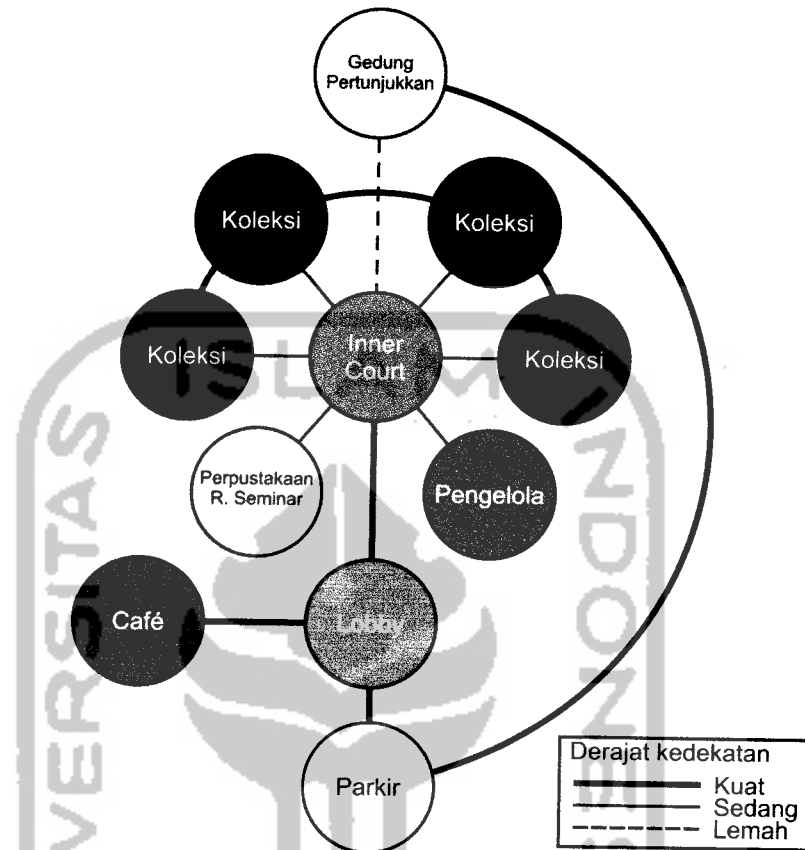 Gedung
Pertunjukkan
Koleksi
Koleksi
Koleksi
Inner
Court
Koleksi
Perpustakaan
R. Seminar
Pengelola
Café
Lobby
Parkir
Derajat kedekatan
Kuat
Sedang
Lemah
ISLAM